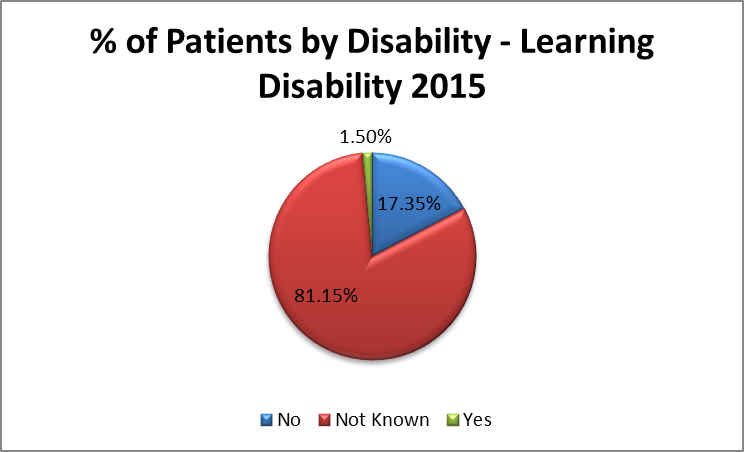 % of Patients by Disability - Learning
Disability 2015
1.50%
17.35%
81.15%
No Not Known Yes